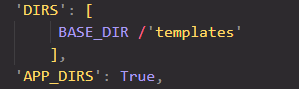 'DIRS': [
BASE_DIR /'templates'
],
'APP_DIRS': True,